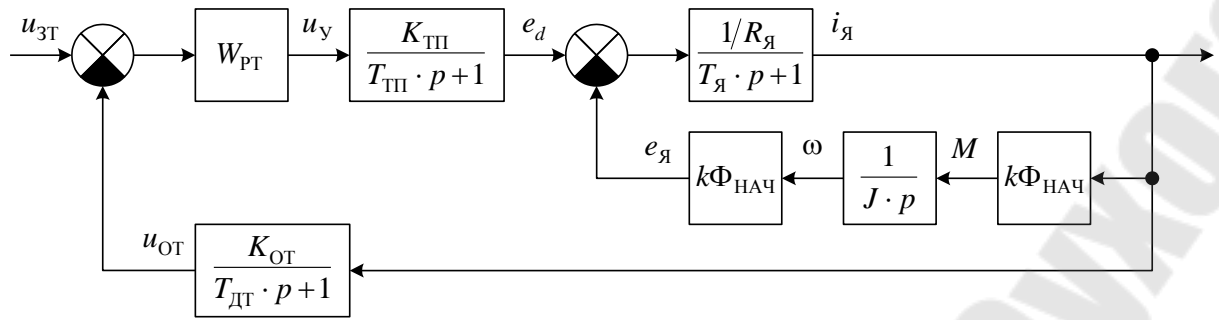 u_ЗТ
W_РТ
u_У
K_ТП / (T_ТП · p + 1)
e_d
1/R_Я / (T_Я · p + 1)
i_Я
e_Я
kΦ_НАЧ
ω
1 / (J · p)
M
kΦ_НАЧ
u_ОТ
K_ОТ / (T_ДТ · p + 1)